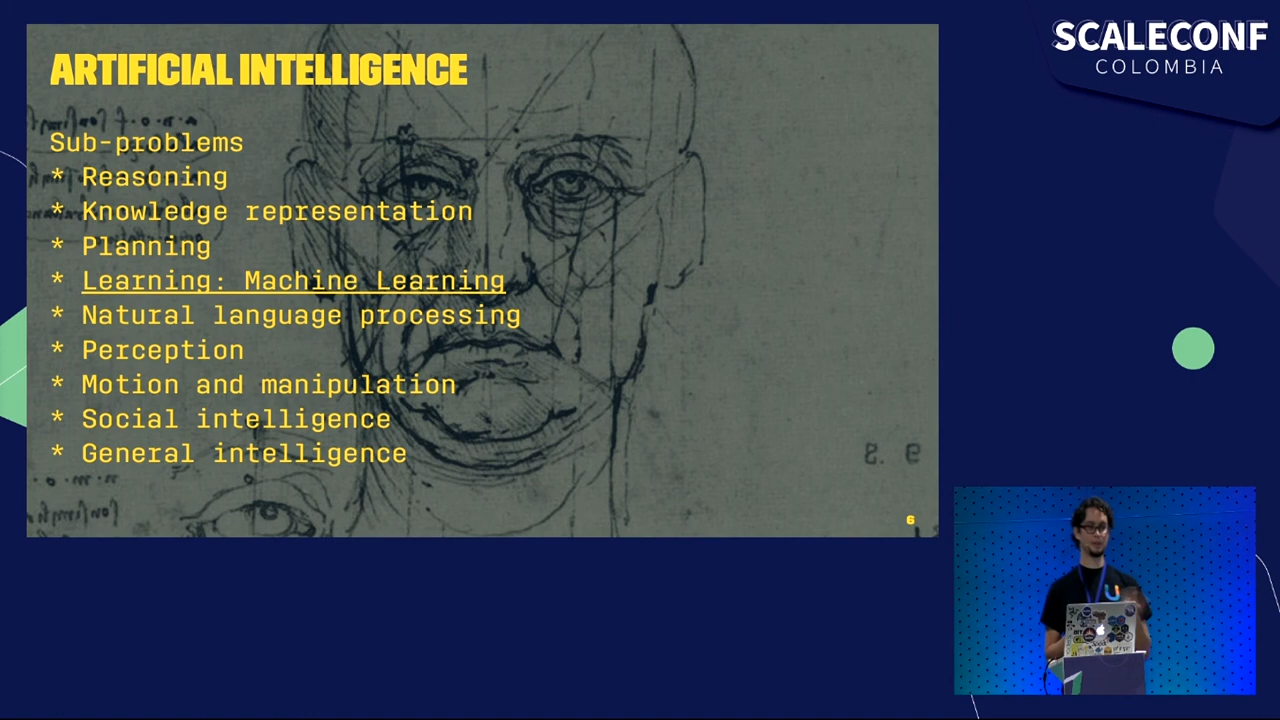 ARTIFICIAL INTELLIGENCE
Sub-problems
* Reasoning
* Knowledge representation
* Planning
* Learning: Machine Learning
* Natural language processing
* Perception
* Motion and manipulation
* Social intelligence
* General intelligence
6
SCALECONF
COLOMBIA